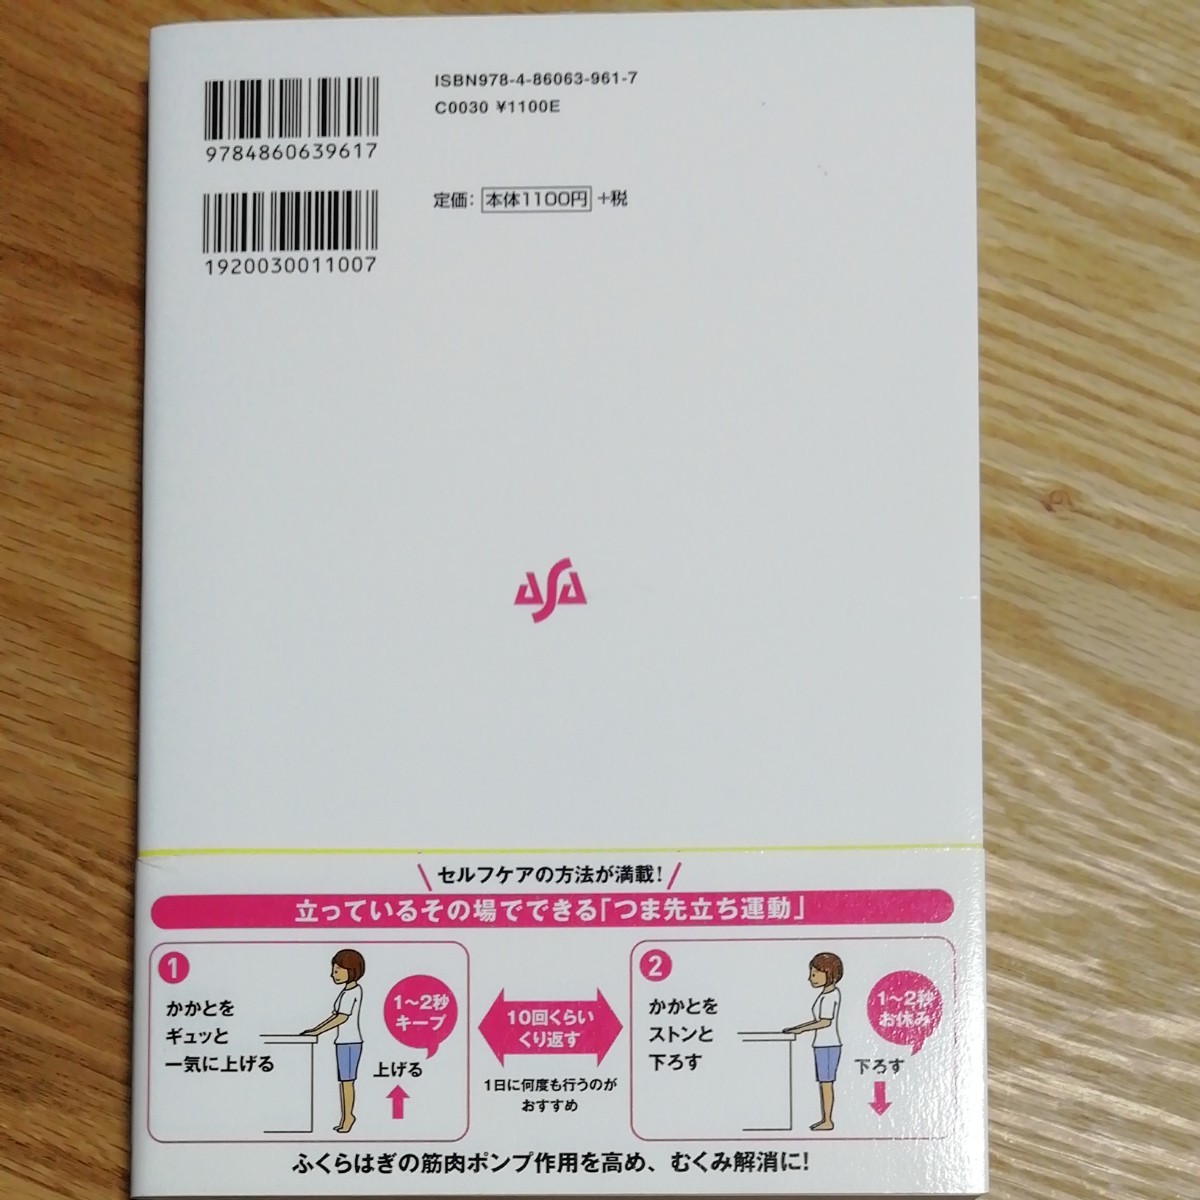 ISBN978-4-86063-961-7
C0030 ¥1100E
9784860639617
定価：本体1100円＋税
1920030011007
ASA
セルフケアの方法が満載！
立っているその場でできる「つま先立ち運動」
1
かかとを
ギュッと
一気に上げる
1〜2秒
キープ
上げる
10回くらい
くり返す
1日に何度も行うのが
おすすめ
2
かかとを
ストンと
下ろす
1〜2秒
お休み
下ろす
ふくらはぎの筋肉ポンプ作用を高め、むくみ解消に！